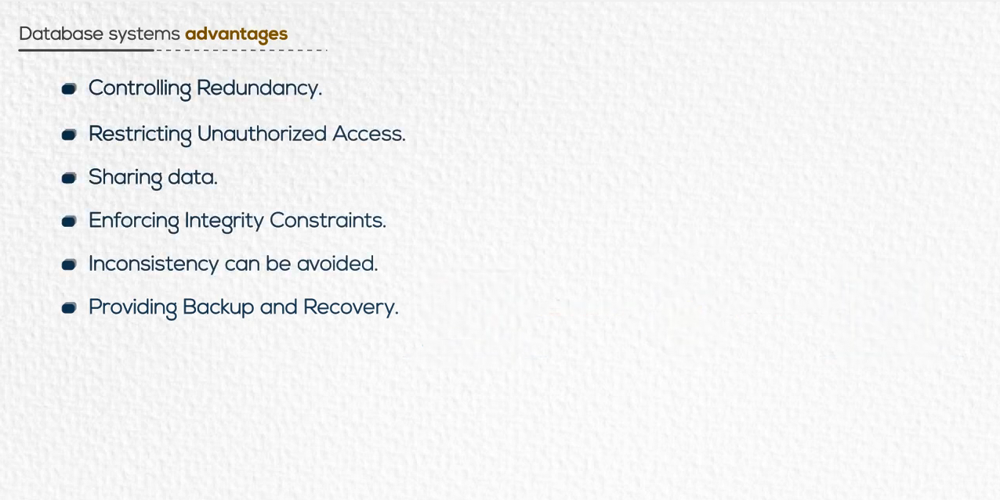 Database systems advantages
Controlling Redundancy.
Restricting Unauthorized Access.
Sharing data.
Enforcing Integrity Constraints.
Inconsistency can be avoided.
Providing Backup and Recovery.